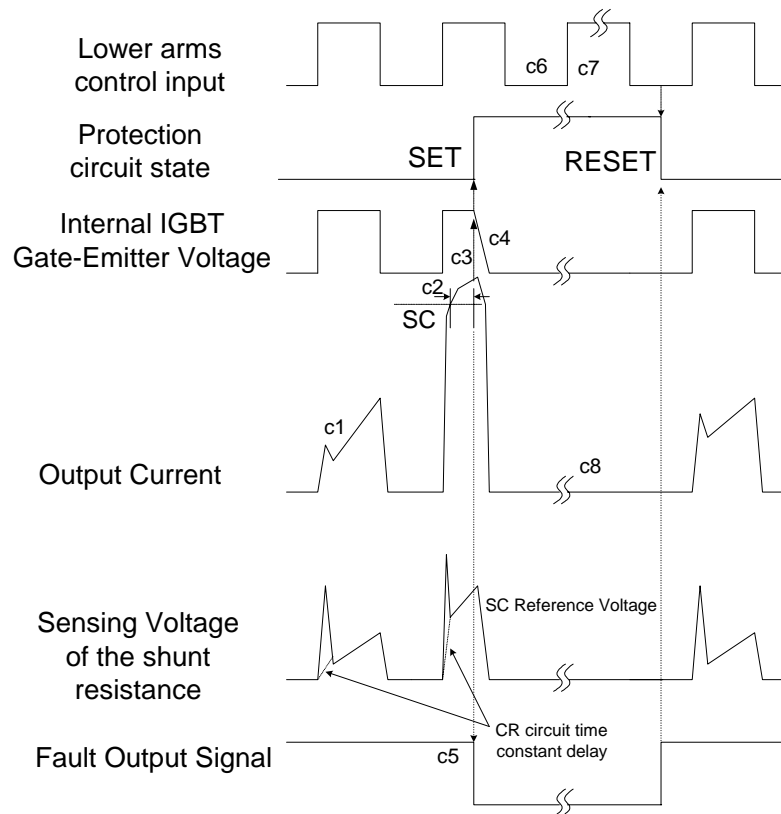 Lower arms
control input
c6
c7
Protection
circuit state
SET
RESET
Internal IGBT
Gate-Emitter Voltage
c3
c4
c2
SC
c1
Output Current
c8
SC Reference Voltage
Sensing Voltage
of the shunt
resistance
CR circuit time
constant delay
Fault Output Signal
c5